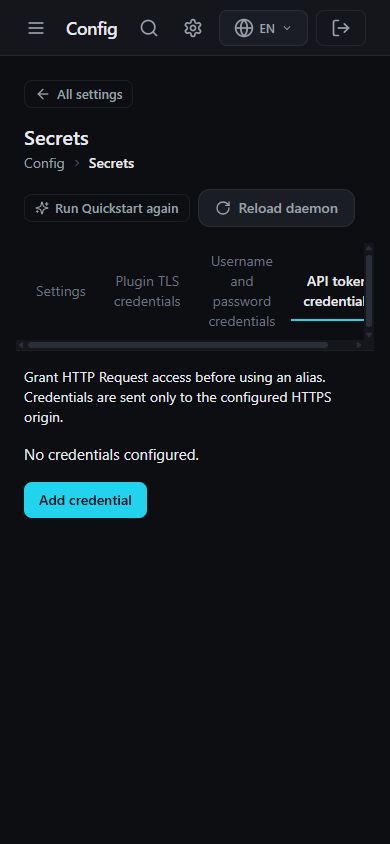 Config
EN
All settings
Secrets
Config > Secrets
Run Quickstart again
Reload daemon
Settings
Plugin TLS
credentials
Username
and
password
credentials
API token
credential
Grant HTTP Request access before using an alias.
Credentials are sent only to the configured HTTPS
origin.
No credentials configured.
Add credential